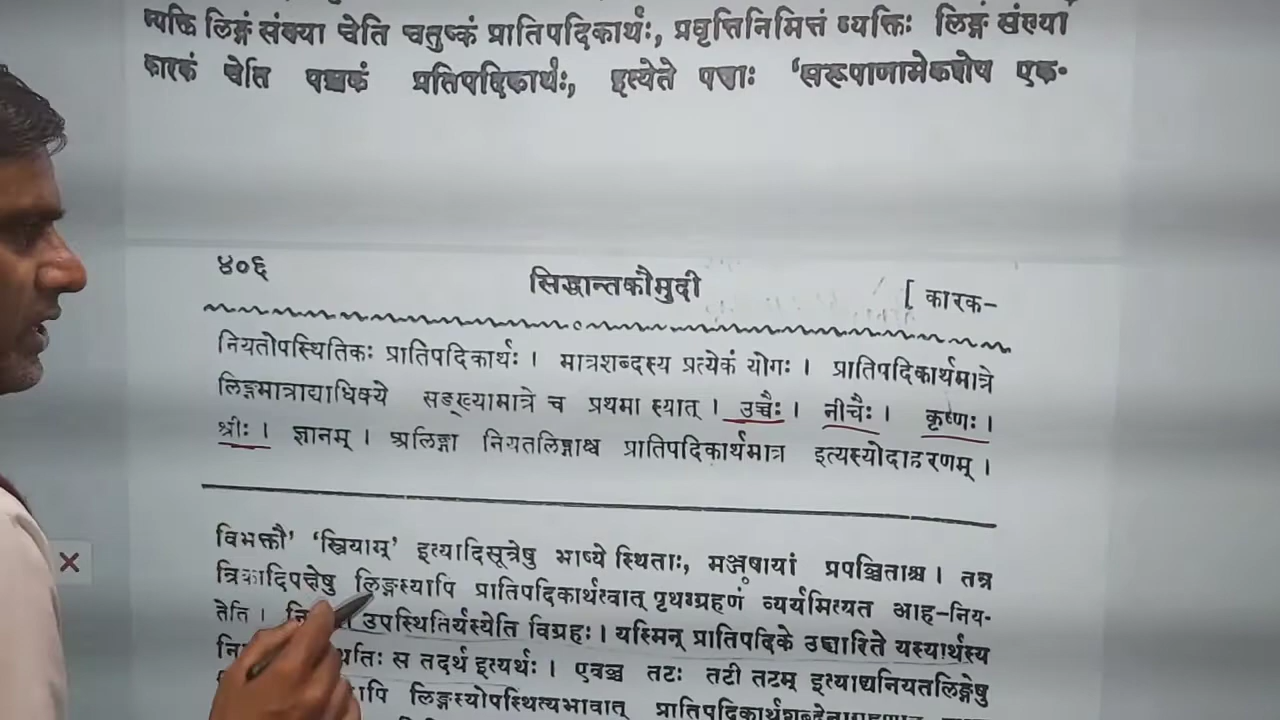 व्यक्ति लिङ्गं संख्या चेति चतुष्कं प्रातिपदिकार्थः, प्रवृत्तिनिमित्तं व्यक्तिः लिङ्गं संख्या
कारकं चेति पञ्चकं प्रतिपदिकार्थः, इत्येते पक्षाः 'सरूपाणामेकशेष एक-
४०६
सिद्धान्तकौमुदी
[ कारक-
नियतोपस्थितिकः प्रातिपदिकार्थः । मात्रशब्दस्य प्रत्येकं योगः । प्रातिपदिकार्थमात्रे
लिङ्गमात्राद्याधिक्ये सङ्ख्यामात्रे च प्रथमा स्यात् । उच्चैः । नीचैः । कृष्णः ।
श्रीः । ज्ञानम् । अलिङ्गा नियतलिङ्गाश्च प्रातिपदिकार्थमात्र इत्यस्योदाहरणम् ।
विभक्तौ' 'स्त्रियाम्' इत्यादिसूत्रेषु भाष्ये स्थिताः, मञ्जूषायां प्रपञ्चिताश्च । तत्र
त्रिकादिपक्षेषु लिङ्गस्यापि प्रातिपदिकार्थत्वात् पृथग्ग्रहणं व्यर्थमित्यत आह-निय-
तेति । उपस्थितिर्यस्येति विग्रहः । यस्मिन् प्रातिपदिके उच्चारिते यस्यार्थस्य
स तदर्थ इत्यर्थः । एवञ्च तटः तटी तटम् इत्याद्यनियतलिङ्गेषु
लिङ्गस्योपस्थित्यभावात्